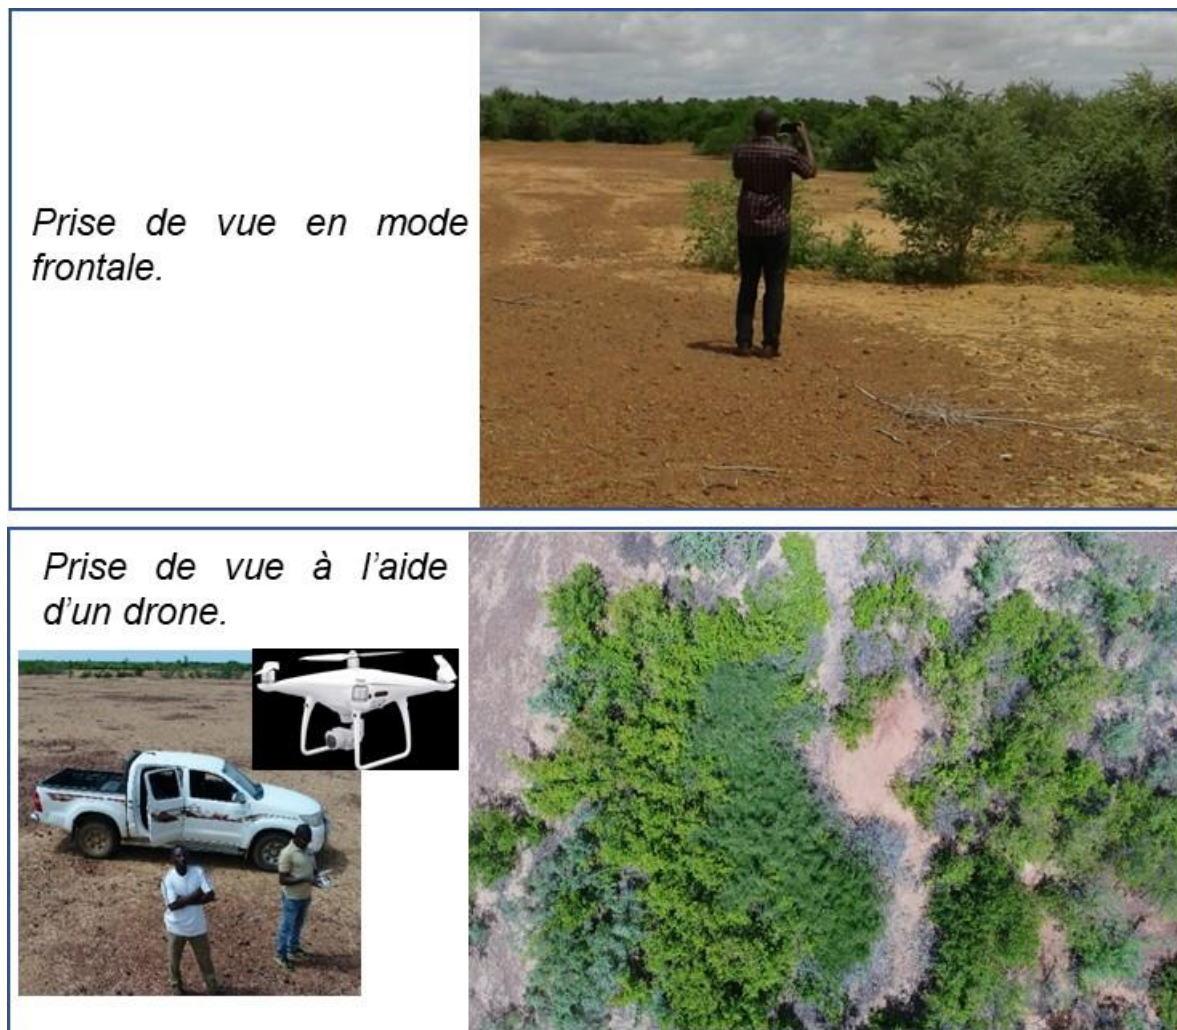 Prise de vue en mode
frontale.
Prise de vue à l’aide
d’un drone.